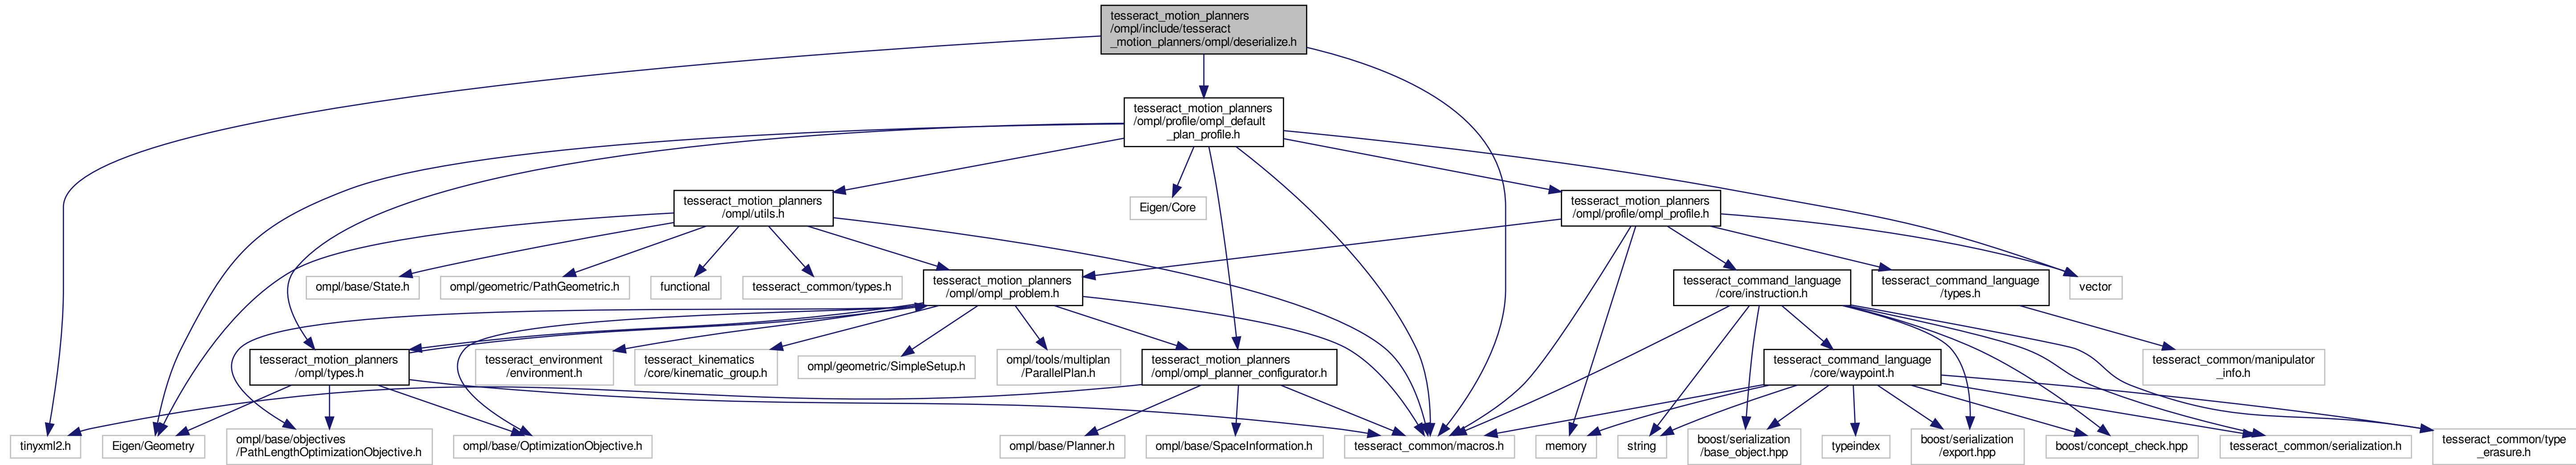 tesseract_motion_planners
/ompl/include/tesseract
_motion_planners/ompl/deserialize.h
tesseract_motion_planners
/ompl/profile/ompl_default
_plan_profile.h
tesseract_motion_planners
/ompl/utils.h
Eigen/Core
tesseract_motion_planners
/ompl/profile/ompl_profile.h
ompl/base/State.h
ompl/geometric/PathGeometric.h
functional
tesseract_common/types.h
tesseract_motion_planners
/ompl/ompl_problem.h
tesseract_command_language
/core/instruction.h
tesseract_command_language
/types.h
vector
tesseract_motion_planners
/ompl/types.h
tesseract_environment
/environment.h
tesseract_kinematics
/core/kinematic_group.h
ompl/geometric/SimpleSetup.h
ompl/tools/multiplan
/ParallelPlan.h
tesseract_motion_planners
/ompl/ompl_planner_configurator.h
tesseract_command_language
/core/waypoint.h
tesseract_common/manipulator
_info.h
tinyxml2.h
Eigen/Geometry
ompl/base/objectives
/PathLengthOptimizationObjective.h
ompl/base/OptimizationObjective.h
ompl/base/Planner.h
ompl/base/SpaceInformation.h
tesseract_common/macros.h
memory
string
boost/serialization
/base_object.hpp
typeindex
boost/serialization
/export.hpp
boost/concept_check.hpp
tesseract_common/serialization.h
tesseract_common/type
_erasure.h